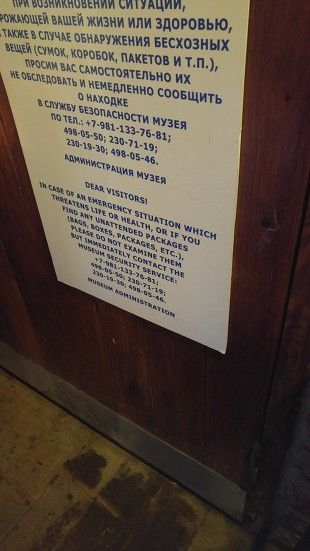 ПРИ ВОЗНИКНОВЕНИИ СИТУАЦИИ,
РОЖАЮЩЕЙ ВАШЕЙ ЖИЗНИ ИЛИ ЗДОРОВЬЮ,
ТАКЖЕ В СЛУЧАЕ ОБНАРУЖЕНИЯ БЕСХОЗНЫХ
ВЕЩЕЙ (СУМОК, КОРОБОК, ПАКЕТОВ И Т.П.),
ПРОСИМ ВАС САМОСТОЯТЕЛЬНО ИХ
НЕ ОБСЛЕДОВАТЬ И НЕМЕДЛЕННО СООБЩИТЬ
О НАХОДКЕ
В СЛУЖБУ БЕЗОПАСНОСТИ МУЗЕЯ
ПО ТЕЛ.: +7-981-133-76-81;
498-05-50; 230-71-19;
230-19-30; 498-05-46.
АДМИНИСТРАЦИЯ МУЗЕЯ
DEAR VISITORS!
IN CASE OF AN EMERGENCY SITUATION WHICH
THREATENS LIFE OR HEALTH, OR IF YOU
FIND ANY UNATTENDED PACKAGES
(BAGS, BOXES, PACKAGES, ETC.),
PLEASE DO NOT EXAMINE THEM
BUT IMMEDIATELY CONTACT THE
MUSEUM SECURITY SERVICE:
+7-981-133-76-81;
498-05-50; 230-71-19;
230-19-30; 498-05-46.
MUSEUM ADMINISTRATION